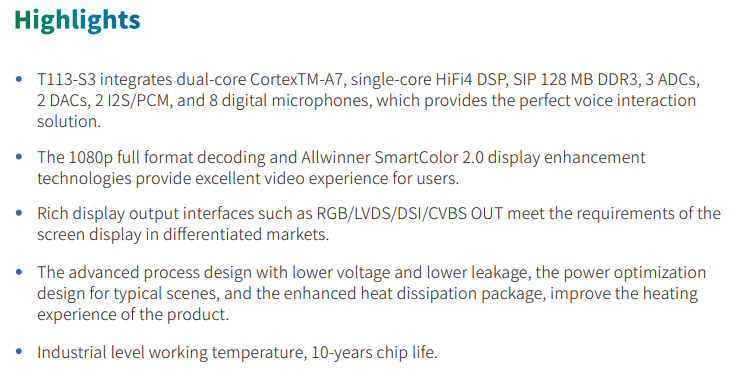 Highlights
• T113-S3 integrates dual-core CortexTM-A7, single-core HiFi4 DSP, SIP 128 MB DDR3, 3 ADCs,
2 DACs, 2 I2S/PCM, and 8 digital microphones, which provides the perfect voice interaction
solution.
• The 1080p full format decoding and Allwinner SmartColor 2.0 display enhancement
technologies provide excellent video experience for users.
• Rich display output interfaces such as RGB/LVDS/DSI/CVBS OUT meet the requirements of the
screen display in differentiated markets.
• The advanced process design with lower voltage and lower leakage, the power optimization
design for typical scenes, and the enhanced heat dissipation package, improve the heating
experience of the product.
• Industrial level working temperature, 10-years chip life.